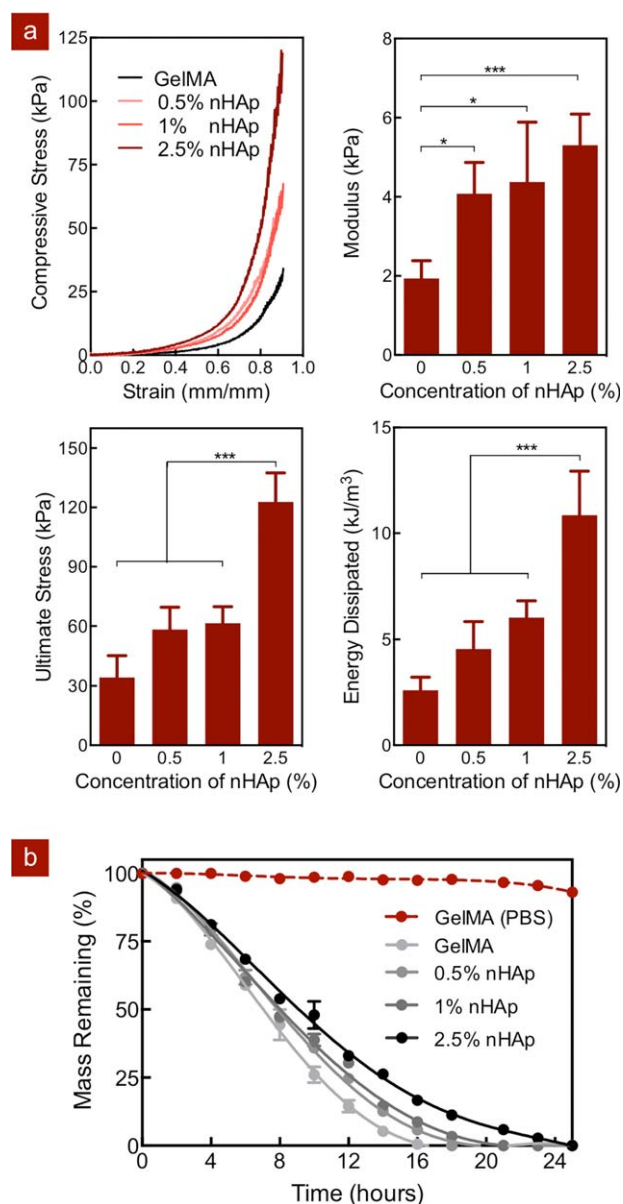 a
Compressive Stress (kPa)
125
100
75
50
25
0
0.0 0.2 0.4 0.6 0.8 1.0
Strain (mm/mm)
GelMA
0.5% nHAp
1% nHAp
2.5% nHAp
Modulus (kPa)
8
6
4
2
0
***
*
*
0 0.5 1 2.5
Concentration of nHAp (%)
Ultimate Stress (kPa)
150
120
90
60
30
0
***
0 0.5 1 2.5
Concentration of nHAp (%)
Energy Dissipated (kJ/m³)
15
10
5
0
***
0 0.5 1 2.5
Concentration of nHAp (%)
b
Mass Remaining (%)
100
75
50
25
0
0 4 8 12 16 20 24
Time (hours)
GelMA (PBS)
GelMA
0.5% nHAp
1% nHAp
2.5% nHAp